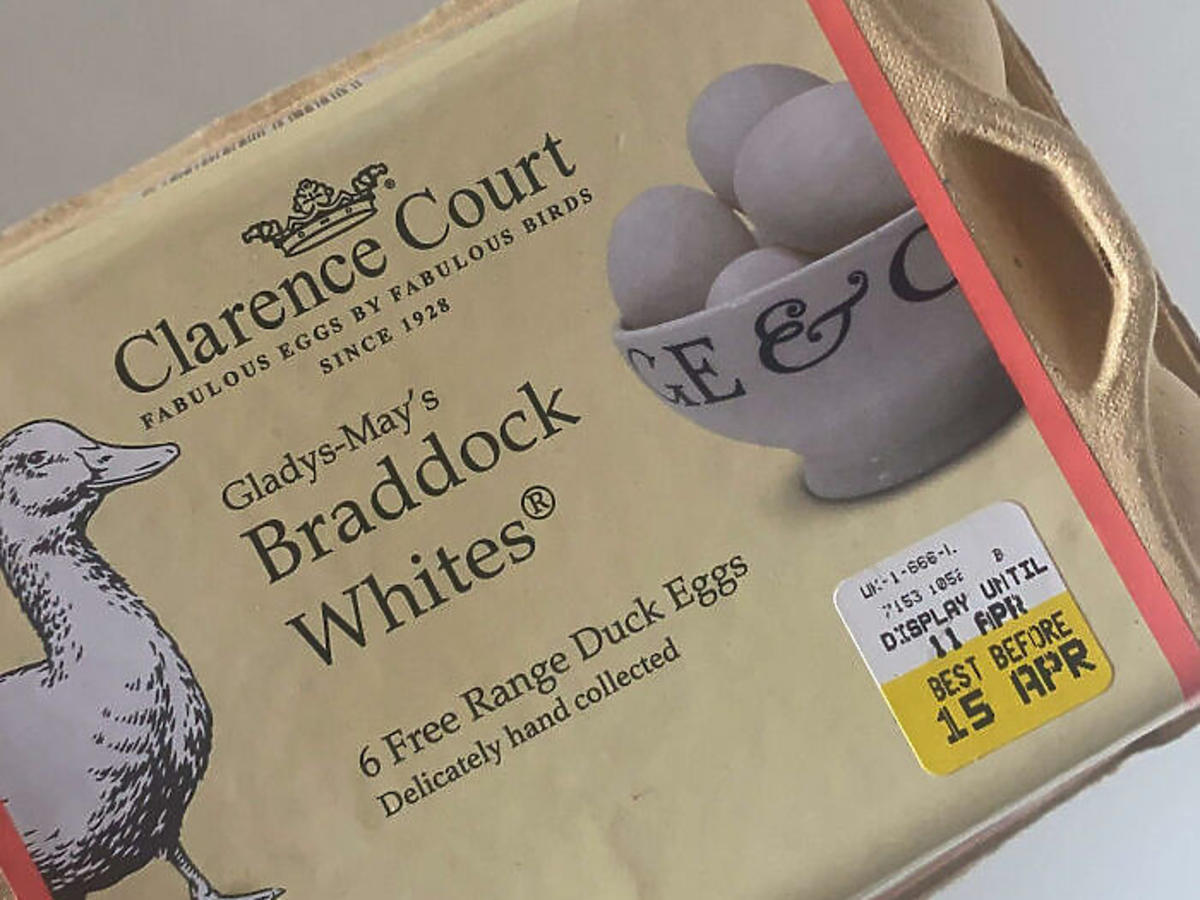 Clarence Court
FABULOUS EGGS BY FABULOUS BIRDS
SINCE 1928
Gladys-May's
Braddock
Whites®
6 Free Range Duck Eggs
Delicately hand collected
GE & C
B
DISPLAY UNTIL
11 APR
BEST BEFORE
15 APR